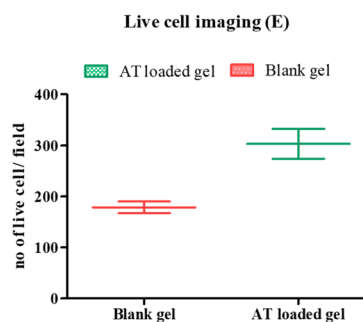 Live cell imaging (E)
AT loaded gel Blank gel
no of live cell/ field
400
300
200
100
0
Blank gel AT loaded gel